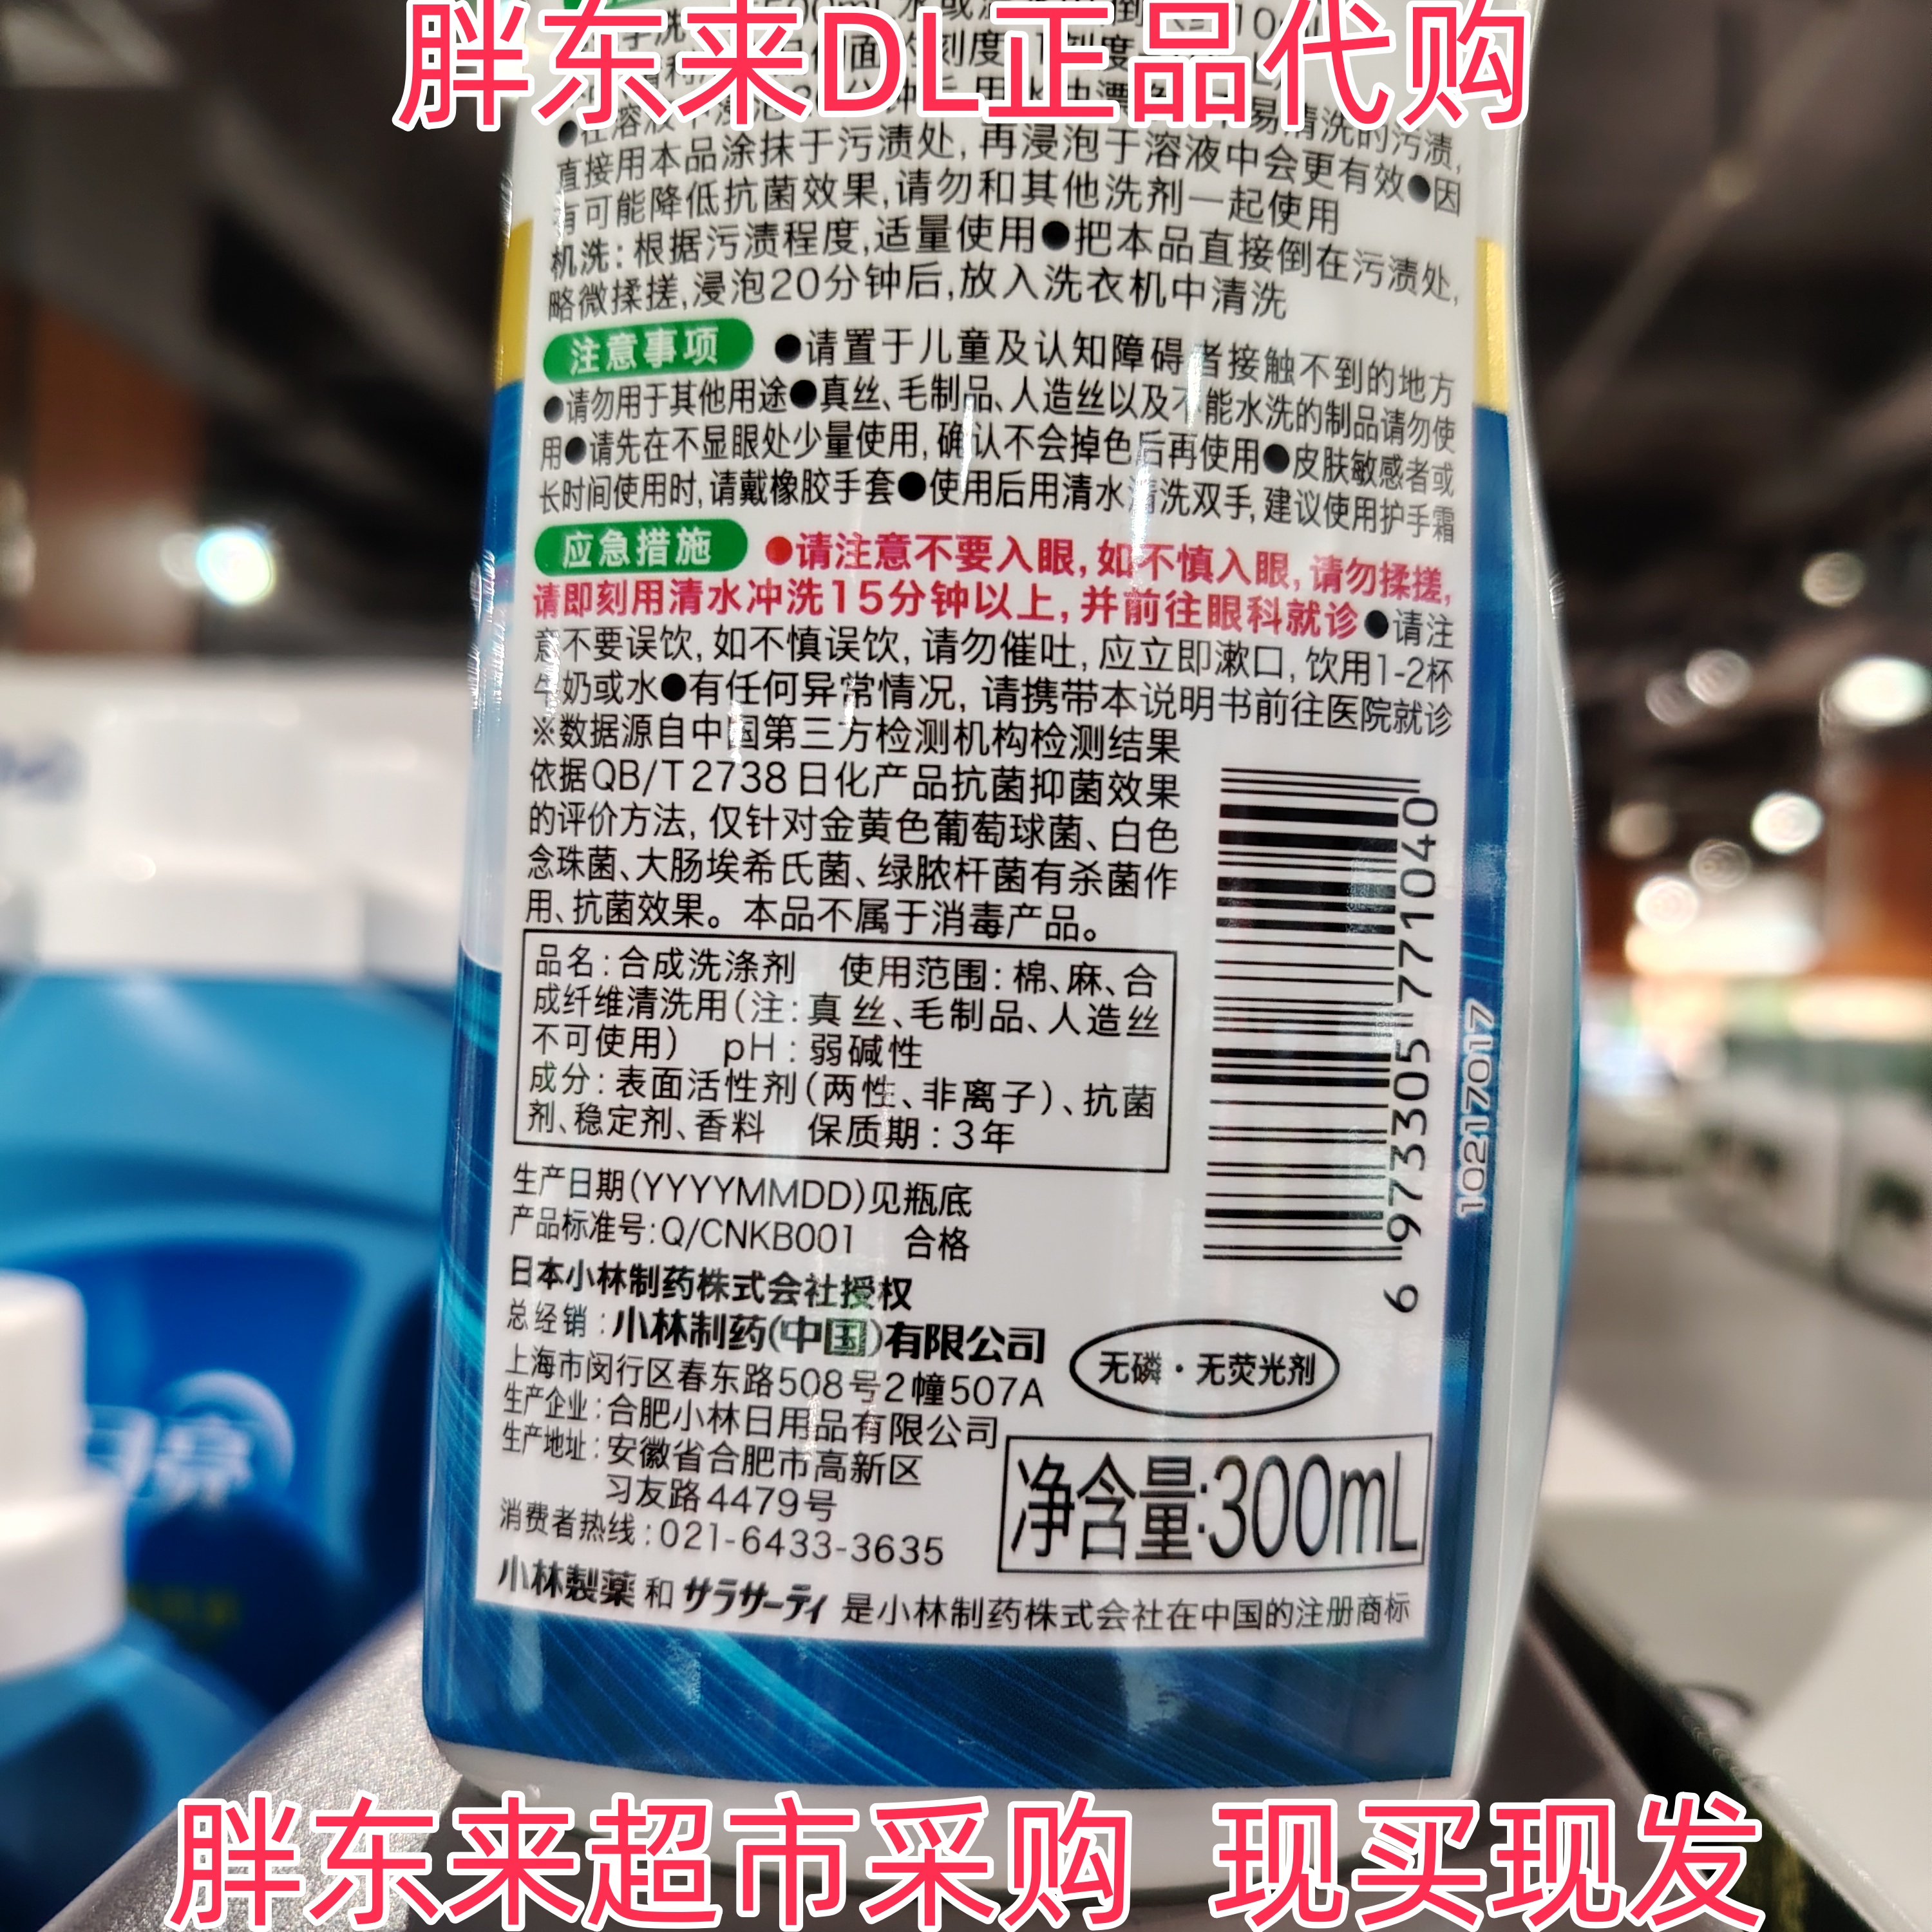 胖东来DL正品代购
直接用本品涂抹于污渍处,再浸泡于溶液中会更有效●因
有可能降低抗菌效果,请勿和其他洗剂一起使用
机洗:根据污渍程度,适量使用●把本品直接倒在污渍处,
略微揉搓,浸泡20分钟后,放入洗衣机中清洗
注意事项 ●请置于儿童及认知障碍者接触不到的地方
●请勿用于其他用途●真丝、毛制品、人造丝以及不能水洗的制品请勿使
用●请先在不显眼处少量使用,确认不会掉色后再使用●皮肤敏感者或
长时间使用时,请戴橡胶手套●使用后用清水清洗双手,建议使用护手霜
应急措施 ●请注意不要入眼,如不慎入眼,请勿揉搓,
请即刻用清水冲洗15分钟以上,并前往眼科就诊●请注
意不要误饮,如不慎误饮,请勿催吐,应立即漱口,饮用1-2杯
牛奶或水●有任何异常情况,请携带本说明书前往医院就诊
※数据源自中国第三方检测机构检测结果
依据QB/T2738日化产品抗菌抑菌效果
的评价方法,仅针对金黄色葡萄球菌、白色
念珠菌、大肠埃希氏菌、绿脓杆菌有杀菌作
用、抗菌效果。本品不属于消毒产品。
品名:合成洗涤剂 使用范围:棉、麻、合
成纤维清洗用(注:真丝、毛制品、人造丝
不可使用) pH:弱碱性
成分:表面活性剂(两性、非离子)、抗菌
剂、稳定剂、香料 保质期:3年
生产日期(YYYYMMDD)见瓶底
产品标准号:Q/CNKB001 合格
日本小林制药株式会社授权
总经销:小林制药(中国)有限公司
上海市闵行区春东路508号2幢507A
生产企业:合肥小林日用品有限公司
生产地址:安徽省合肥市高新区
习友路4479号
消费者热线:021-6433-3635
小林製薬和サラサーティ是小林制药株式会社在中国的注册商标
无磷·无荧光剂
净含量:300mL
6 973305 771040
10217017
胖东来超市采购 现买现发